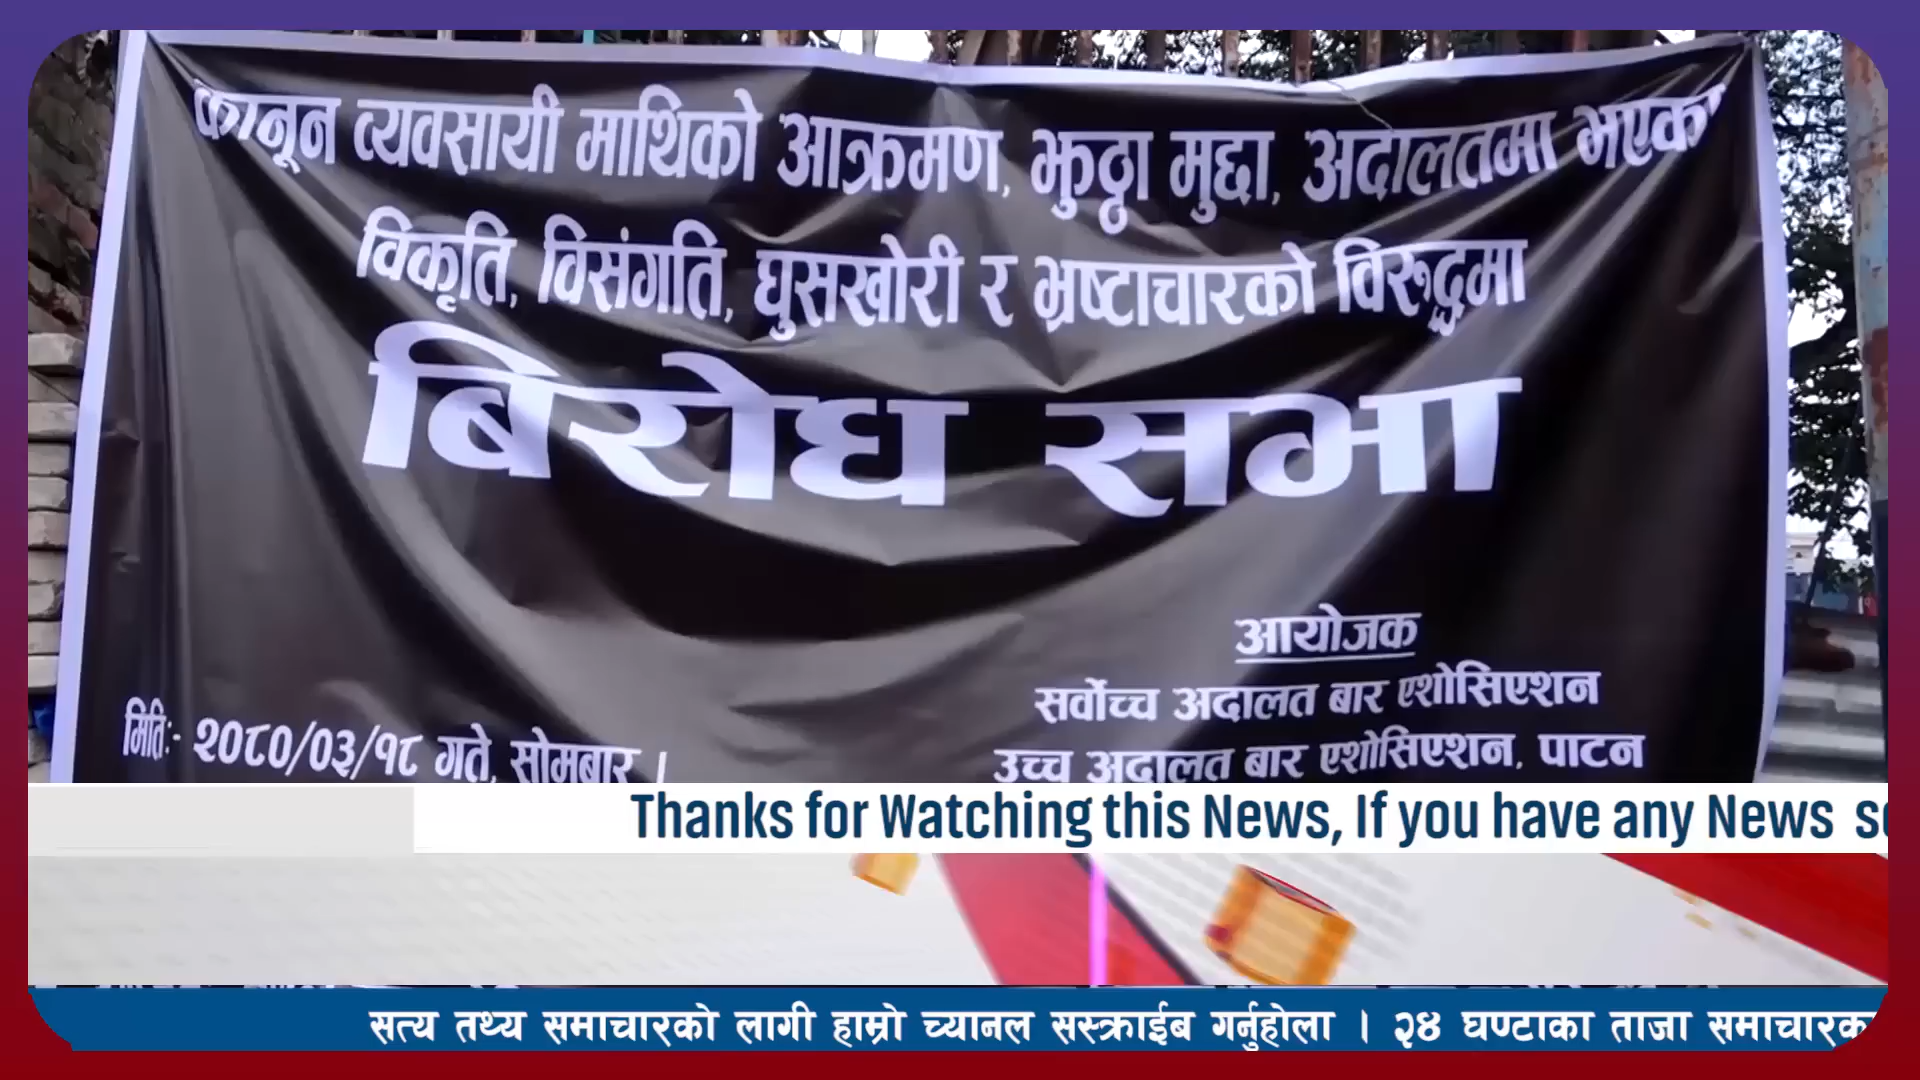 कानून व्यवसायी माथिको आक्रमण, झुठ्ठा मुद्दा, अदालतमा भएका
विकृति, विसंगति, घुसखोरी र भ्रष्टाचारको विरुद्धमा
बिरोध सभा
आयोजक
सर्वोच्च अदालत बार एशोसिएशन
उच्च अदालत बार एशोसिएशन, पाटन
मितिः- २०८०/०३/१८ गते, सोमबार ।
Thanks for Watching this News, If you have any News
सत्य तथ्य समाचारको लागी हाम्रो च्यानल सस्क्राईब गर्नुहोला । २४ घण्टाका ताजा